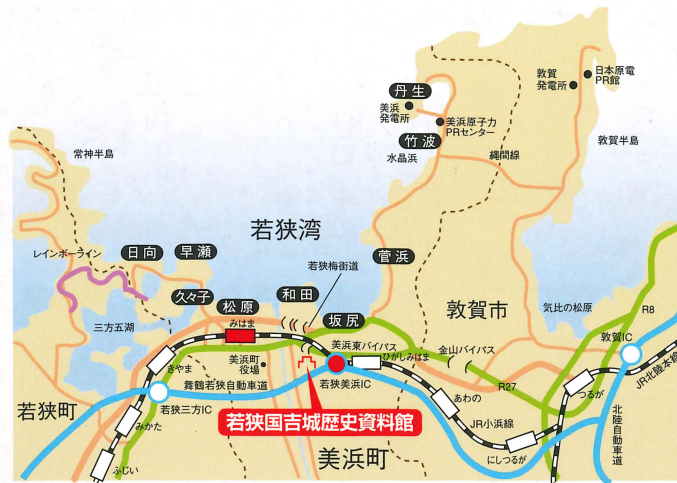 丹生
美浜
発電所
美浜原子力
PRセンター
竹波
水晶浜
敦賀
発電所
日本原電
PR館
縄間線
敦賀半島
常神半島
若狭湾
レインボーライン
日向
早瀬
菅浜
若狭梅街道
久々子
松原
和田
坂尻
敦賀市
気比の松原
R8
三方五湖
みはま
美浜東バイパス
ひがしみはま
金山バイパス
敦賀IC
美浜町
役場
きやま
舞鶴若狭自動車道
若狭美浜IC
R27
JR北陸本線
つるが
若狭町
若狭三方IC
みかた
あわの
JR小浜線
北陸自動車道
若狭国吉城歴史資料館
にしつるが
美浜町
ふじい